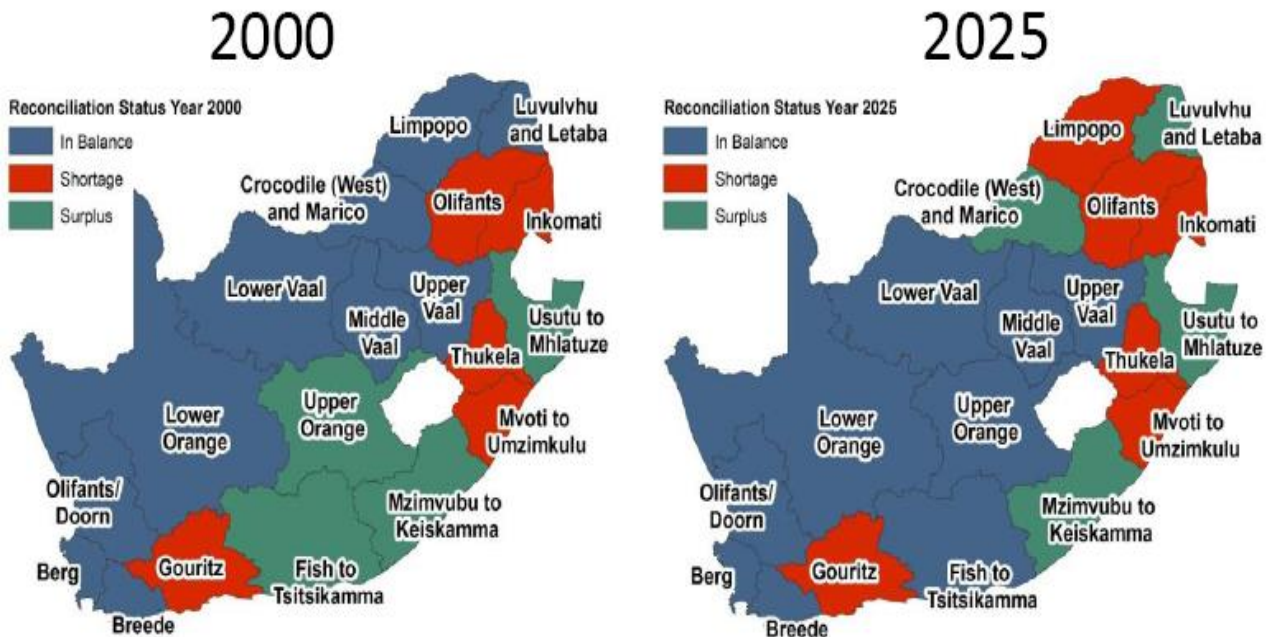 2000
Reconciliation Status Year 2000
In Balance
Shortage
Surplus
Limpopo
Luvulvhu
and Letaba
Crocodile (West)
and Marico
Olifants
Inkomati
Lower Vaal
Upper
Vaal
Middle
Vaal
Usutu to
Mhlatuze
Thukela
Lower
Orange
Upper
Orange
Mvoti to
Umzimkulu
Olifants/
Doorn
Mzimvubu to
Keiskamma
Berg
Gouritz
Fish to
Tsitsikamma
Breede
2025
Reconciliation Status Year 2025
In Balance
Shortage
Surplus
Limpopo
Luvulvhu
and Letaba
Crocodile (West)
and Marico
Olifants
Inkomati
Lower Vaal
Upper
Vaal
Middle
Vaal
Usutu to
Mhlatuze
Thukela
Lower
Orange
Upper
Orange
Mvoti to
Umzimkulu
Olifants/
Doorn
Mzimvubu to
Keiskamma
Berg
Gouritz
Fish to
Tsitsikamma
Breede